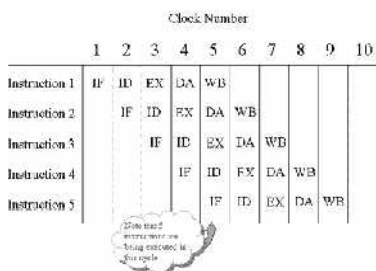 Clock Number
1 2 3 4 5 6 7 8 9 10
Instruction 1 IF ID EX DA WB
Instruction 2 IF ID EX DA WB
Instruction 3 IF ID EX DA WB
Instruction 4 IF ID EX DA WB
Instruction 5 IF ID EX DA WB
Note that 5
instructions are
being executed in
this cycle